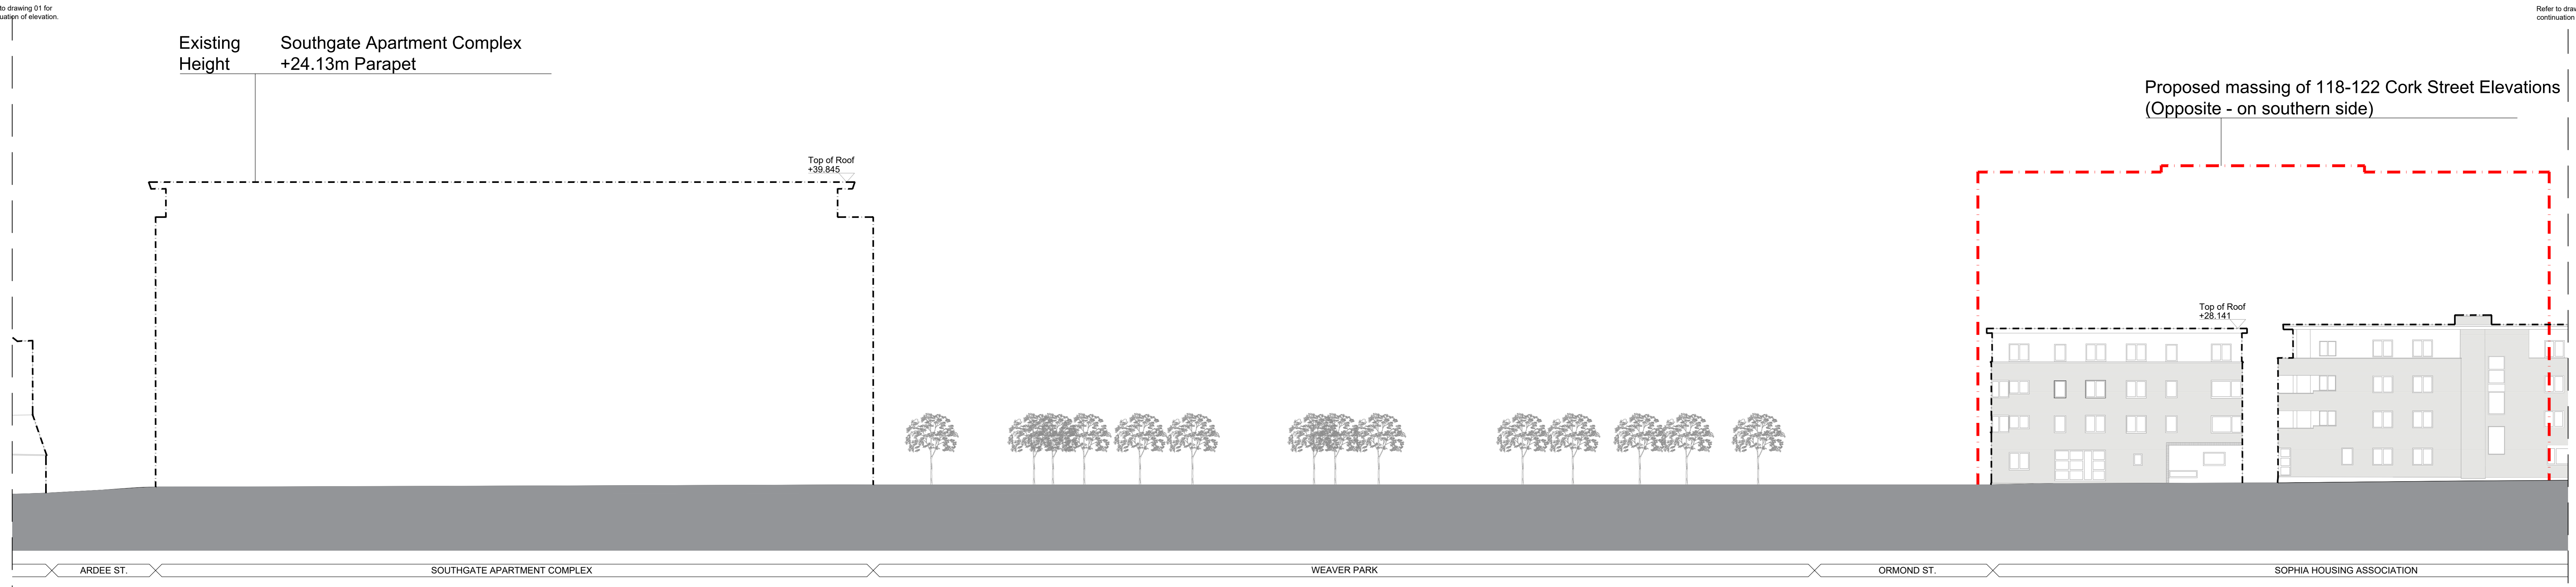 to drawing 01 for
uation of elevation.
Refer to draw
continuation
Existing Southgate Apartment Complex
Height +24.13m Parapet
Proposed massing of 118-122 Cork Street Elevations
(Opposite - on southern side)
Top of Roof
+39.845
Top of Roof
+28.141
ARDEE ST.
SOUTHGATE APARTMENT COMPLEX
WEAVER PARK
ORMOND ST.
SOPHIA HOUSING ASSOCIATION